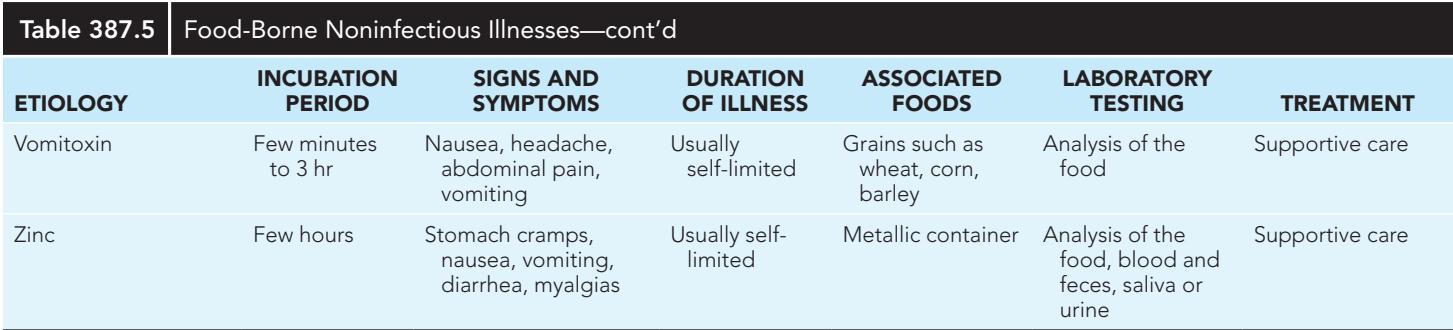 Table 387.5 Food-Borne Noninfectious Illnesses—cont'd
ETIOLOGY
INCUBATION
PERIOD
SIGNS AND
SYMPTOMS
DURATION
OF ILLNESS
ASSOCIATED
FOODS
LABORATORY
TESTING
TREATMENT
Vomitoxin
Few minutes
to 3 hr
Nausea, headache,
abdominal pain,
vomiting
Usually
self-limited
Grains such as
wheat, corn,
barley
Analysis of the
food
Supportive care
Zinc
Few hours
Stomach cramps,
nausea, vomiting,
diarrhea, myalgias
Usually self-
limited
Metallic container
Analysis of the
food, blood and
feces, saliva or
urine
Supportive care